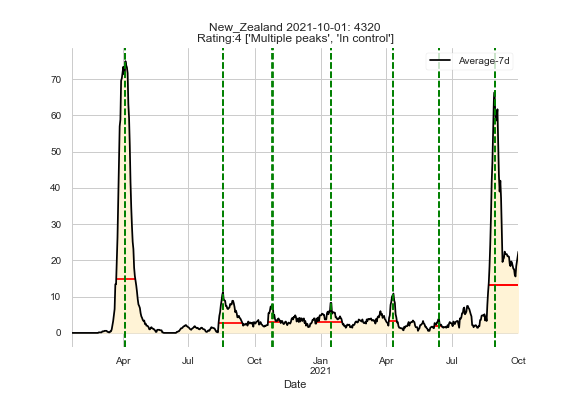 New_Zealand 2021-10-01: 4320
Rating:4 ['Multiple peaks', 'In control']
Average-7d
70
60
50
40
30
20
10
0
Apr Jul Oct Jan Apr Jul Oct
2021
Date